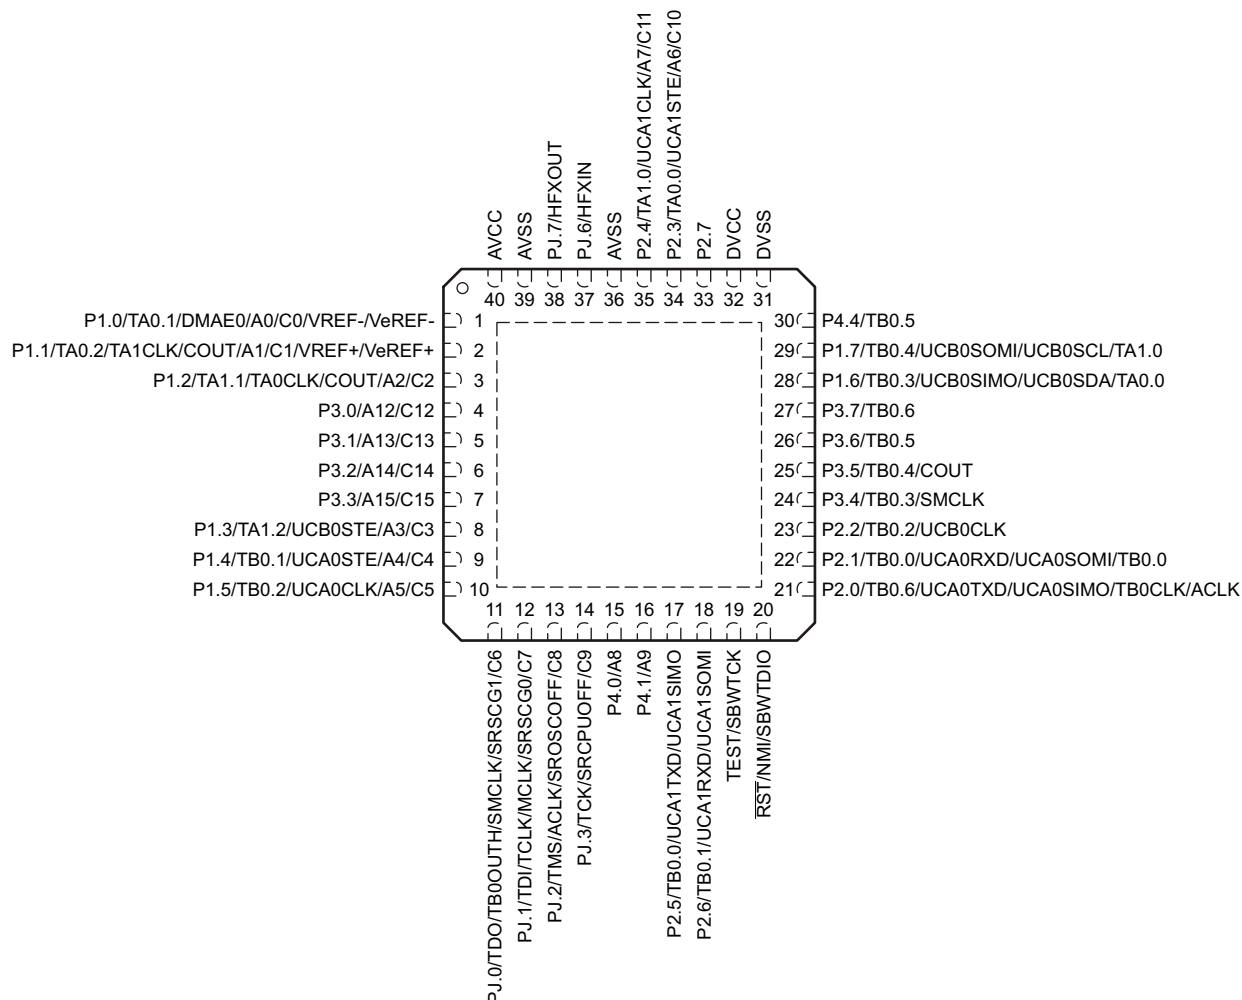 P2.4/TA1.0/UCA1CLK/A7/C11
P2.3/TA0.0/UCA1STE/A6/C10
AVCC
AVSS
PJ.7/HFXOUT
PJ.6/HFXIN
AVSS
P2.7
DVCC
DVSS
40 39 38 37 36 35 34 33 32 31
P1.0/TA0.1/DMAE0/A0/C0/VREF-/VeREF- 1
P1.1/TA0.2/TA1CLK/COUT/A1/C1/VREF+/VeREF+ 2
P1.2/TA1.1/TA0CLK/COUT/A2/C2 3
P3.0/A12/C12 4
P3.1/A13/C13 5
P3.2/A14/C14 6
P3.3/A15/C15 7
P1.3/TA1.2/UCB0STE/A3/C3 8
P1.4/TB0.1/UCA0STE/A4/C4 9
P1.5/TB0.2/UCA0CLK/A5/C5 10
30 P4.4/TB0.5
29 P1.7/TB0.4/UCB0SOMI/UCB0SCL/TA1.0
28 P1.6/TB0.3/UCB0SIMO/UCB0SDA/TA0.0
27 P3.7/TB0.6
26 P3.6/TB0.5
25 P3.5/TB0.4/COUT
24 P3.4/TB0.3/SMCLK
23 P2.2/TB0.2/UCB0CLK
22 P2.1/TB0.0/UCA0RXD/UCA0SOMI/TB0.0
21 P2.0/TB0.6/UCA0TXD/UCA0SIMO/TB0CLK/ACLK
11 12 13 14 15 16 17 18 19 20
PJ.0/TDO/TB0OUTH/SMCLK/SRSCG1/C6
PJ.1/TDI/TCLK/MCLK/SRSCG0/C7
PJ.2/TMS/ACLK/SROSCOFF/C8
PJ.3/TCK/SRCPUOFF/C9
P4.0/A8
P4.1/A9
P2.5/TB0.0/UCA1TXD/UCA1SIMO
P2.6/TB0.1/UCA1RXD/UCA1SOMI
TEST/SBWTCK
RST/NMI/SBWTDIO